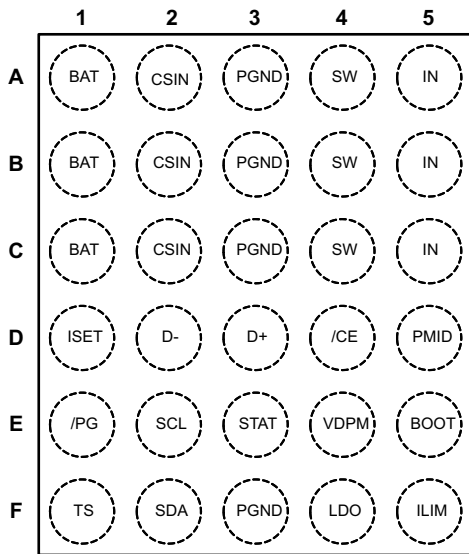 1 2 3 4 5
A BAT CSIN PGND SW IN
B BAT CSIN PGND SW IN
C BAT CSIN PGND SW IN
D ISET D- D+ /CE PMID
E /PG SCL STAT VDPM BOOT
F TS SDA PGND LDO ILIM